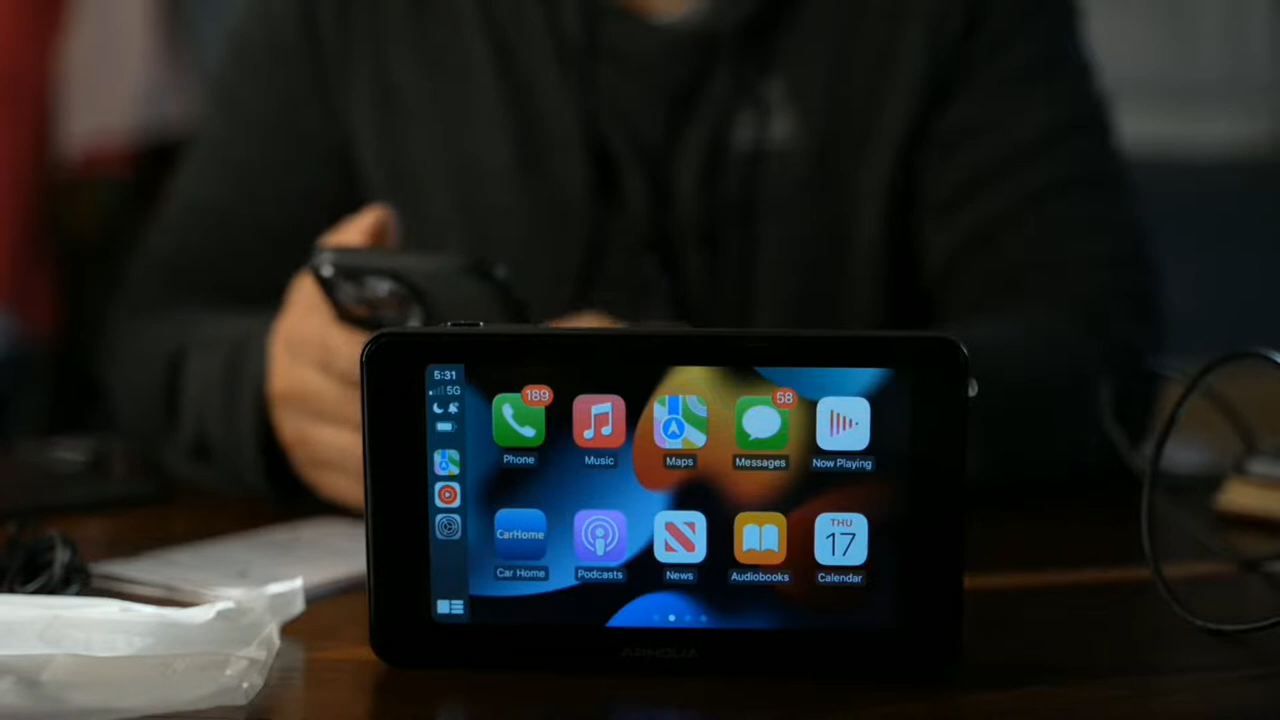 5:31
5G
189
58
Phone
Music
Maps
Messages
Now Playing
CarHome
THU
17
Car Home
Podcasts
News
Audiobooks
Calendar